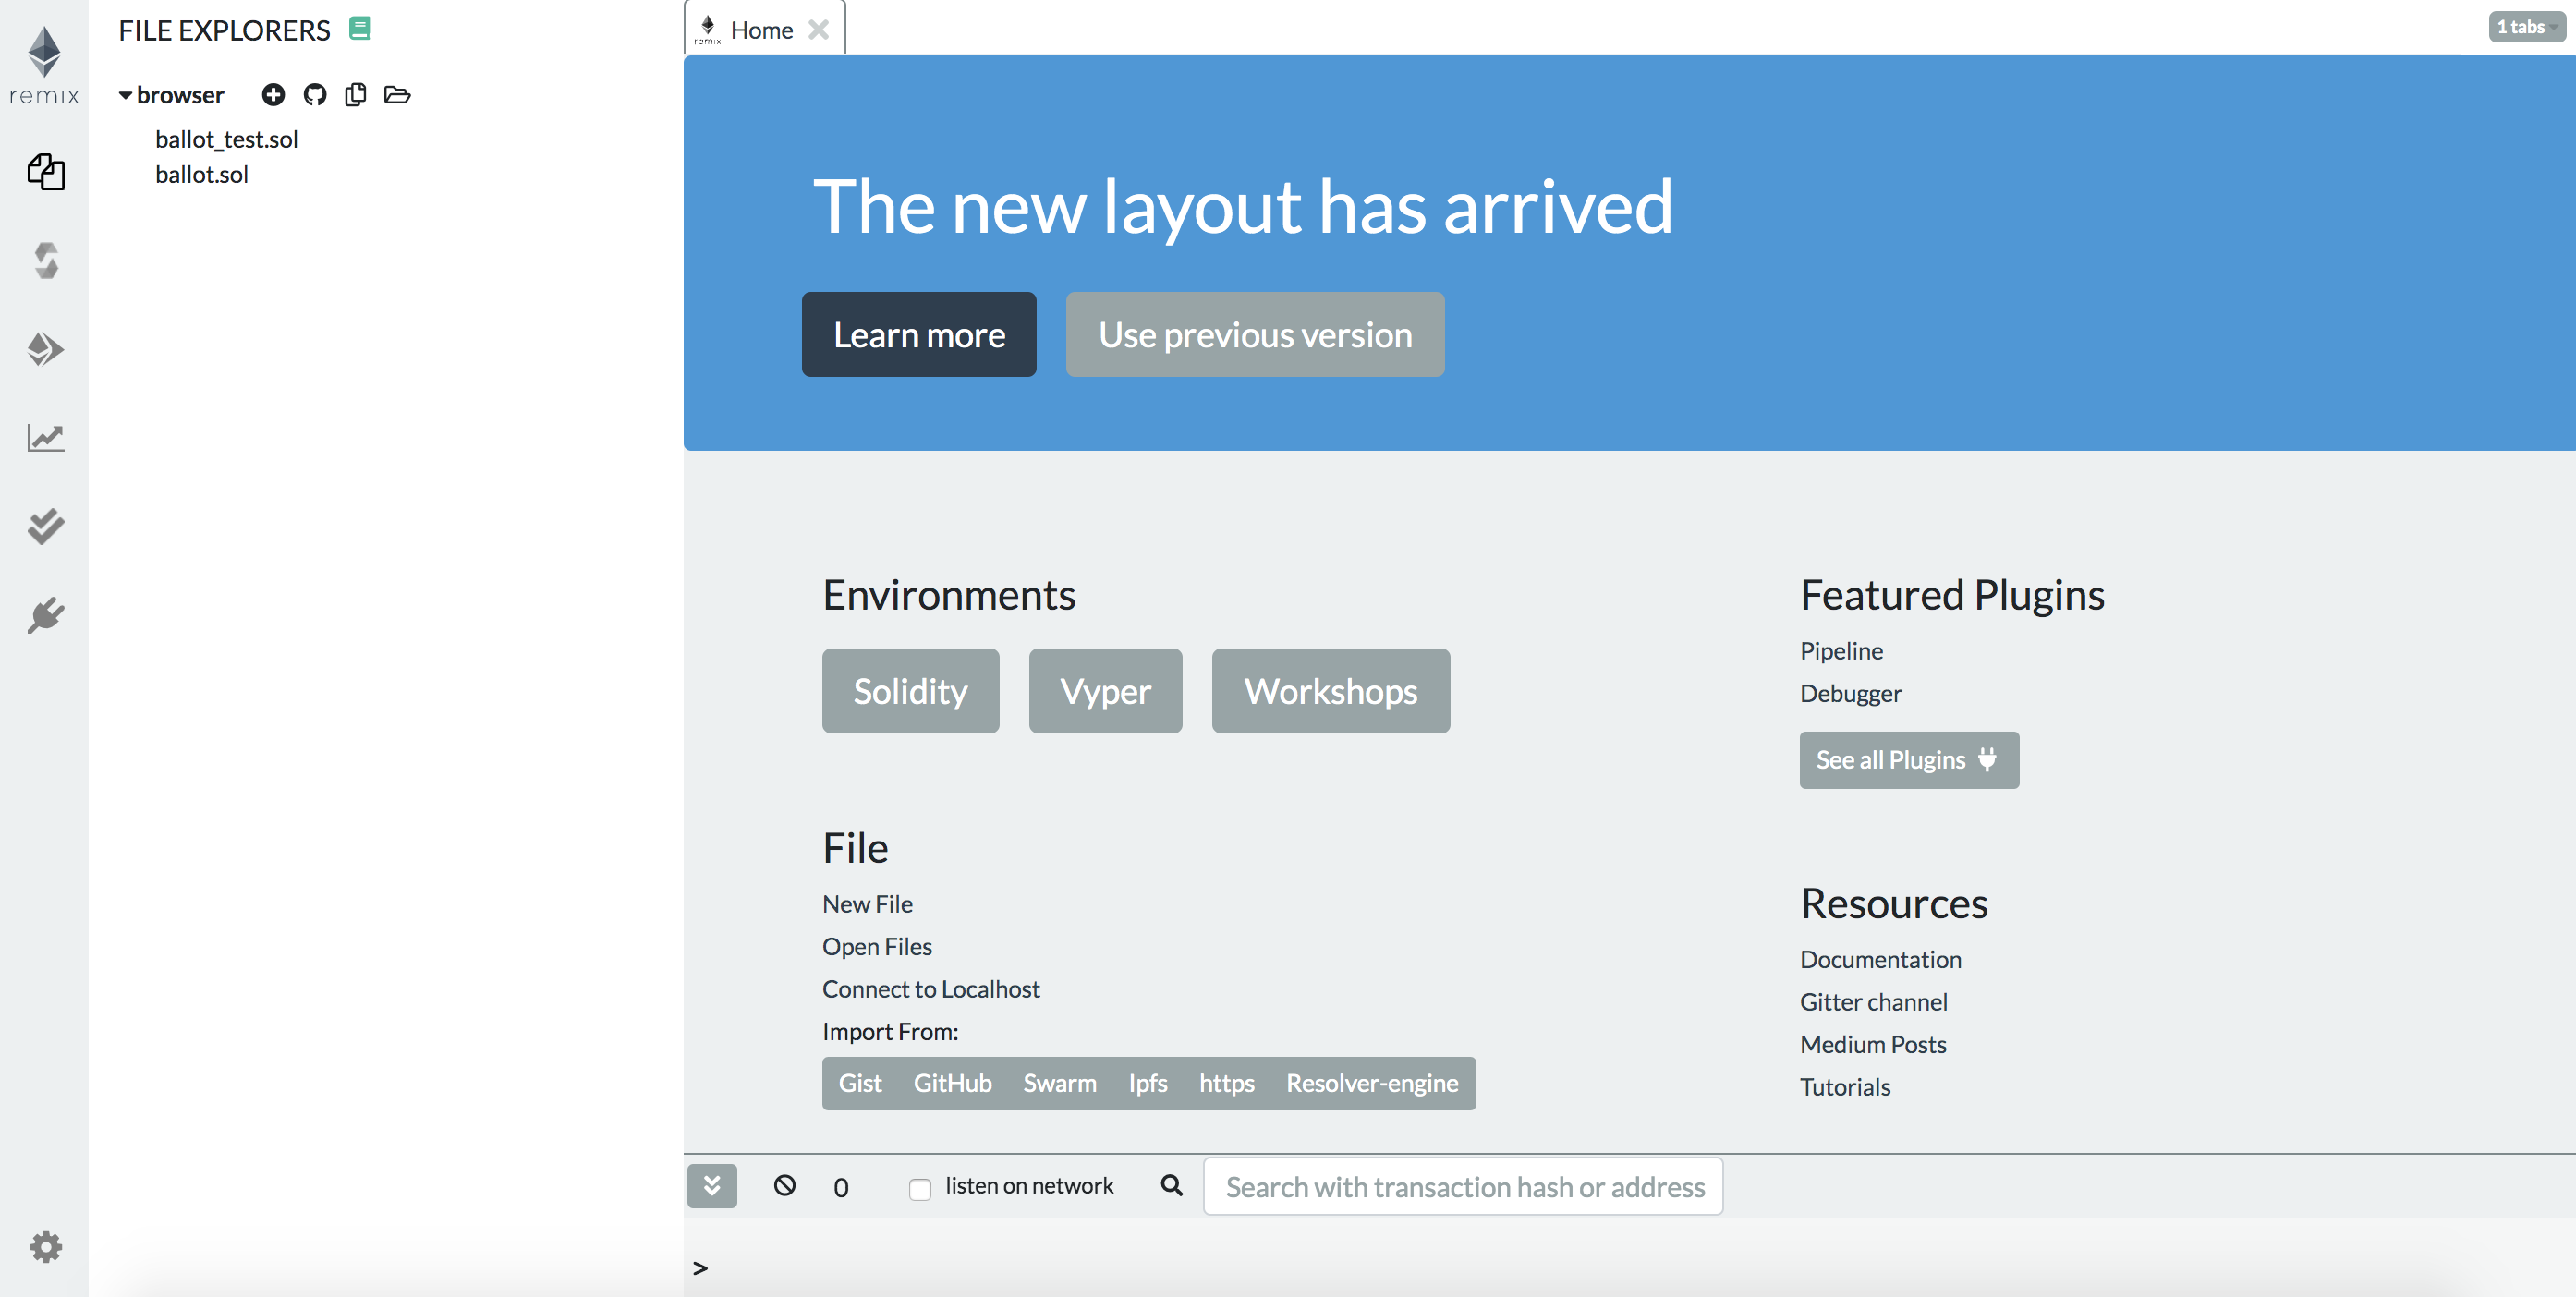 remix
FILE EXPLORERS
browser
ballot_test.sol
ballot.sol
remix Home
1 tabs
The new layout has arrived
Learn more Use previous version
Environments
Solidity Vyper Workshops
File
New File
Open Files
Connect to Localhost
Import From:
Gist GitHub Swarm Ipfs https Resolver-engine
Featured Plugins
Pipeline
Debugger
See all Plugins
Resources
Documentation
Gitter channel
Medium Posts
Tutorials
0 listen on network Search with transaction hash or address
>